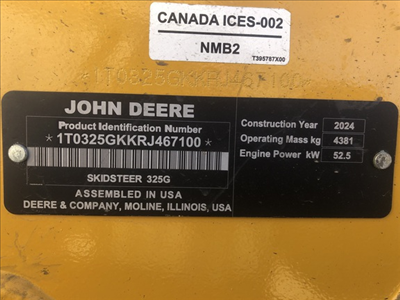 CANADA ICES-002
NMB2
T395787X00
*1T0325GKKRJ467100*
JOHN DEERE
Product Identification Number
*1T0325GKKRJ467100*
SKIDSTEER 325G
ASSEMBLED IN USA
DEERE & COMPANY, MOLINE, ILLINOIS, USA
Construction Year 2024
Operating Mass kg 4381
Engine Power kW 52.5